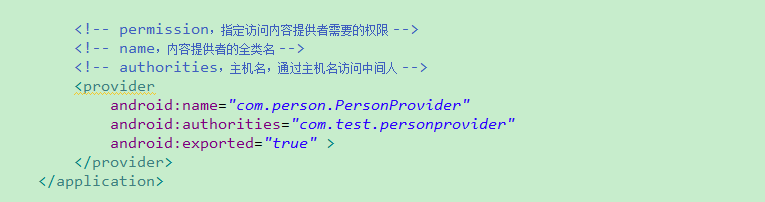 <!-- permission，指定访问内容提供者需要的权限 -->
<!-- name，内容提供者的全类名 -->
<!-- authorities，主机名，通过主机名访问中间人 -->
<provider
android:name="com.person.PersonProvider"
android:authorities="com.test.personprovider"
android:exported="true" >
</provider>
</application>